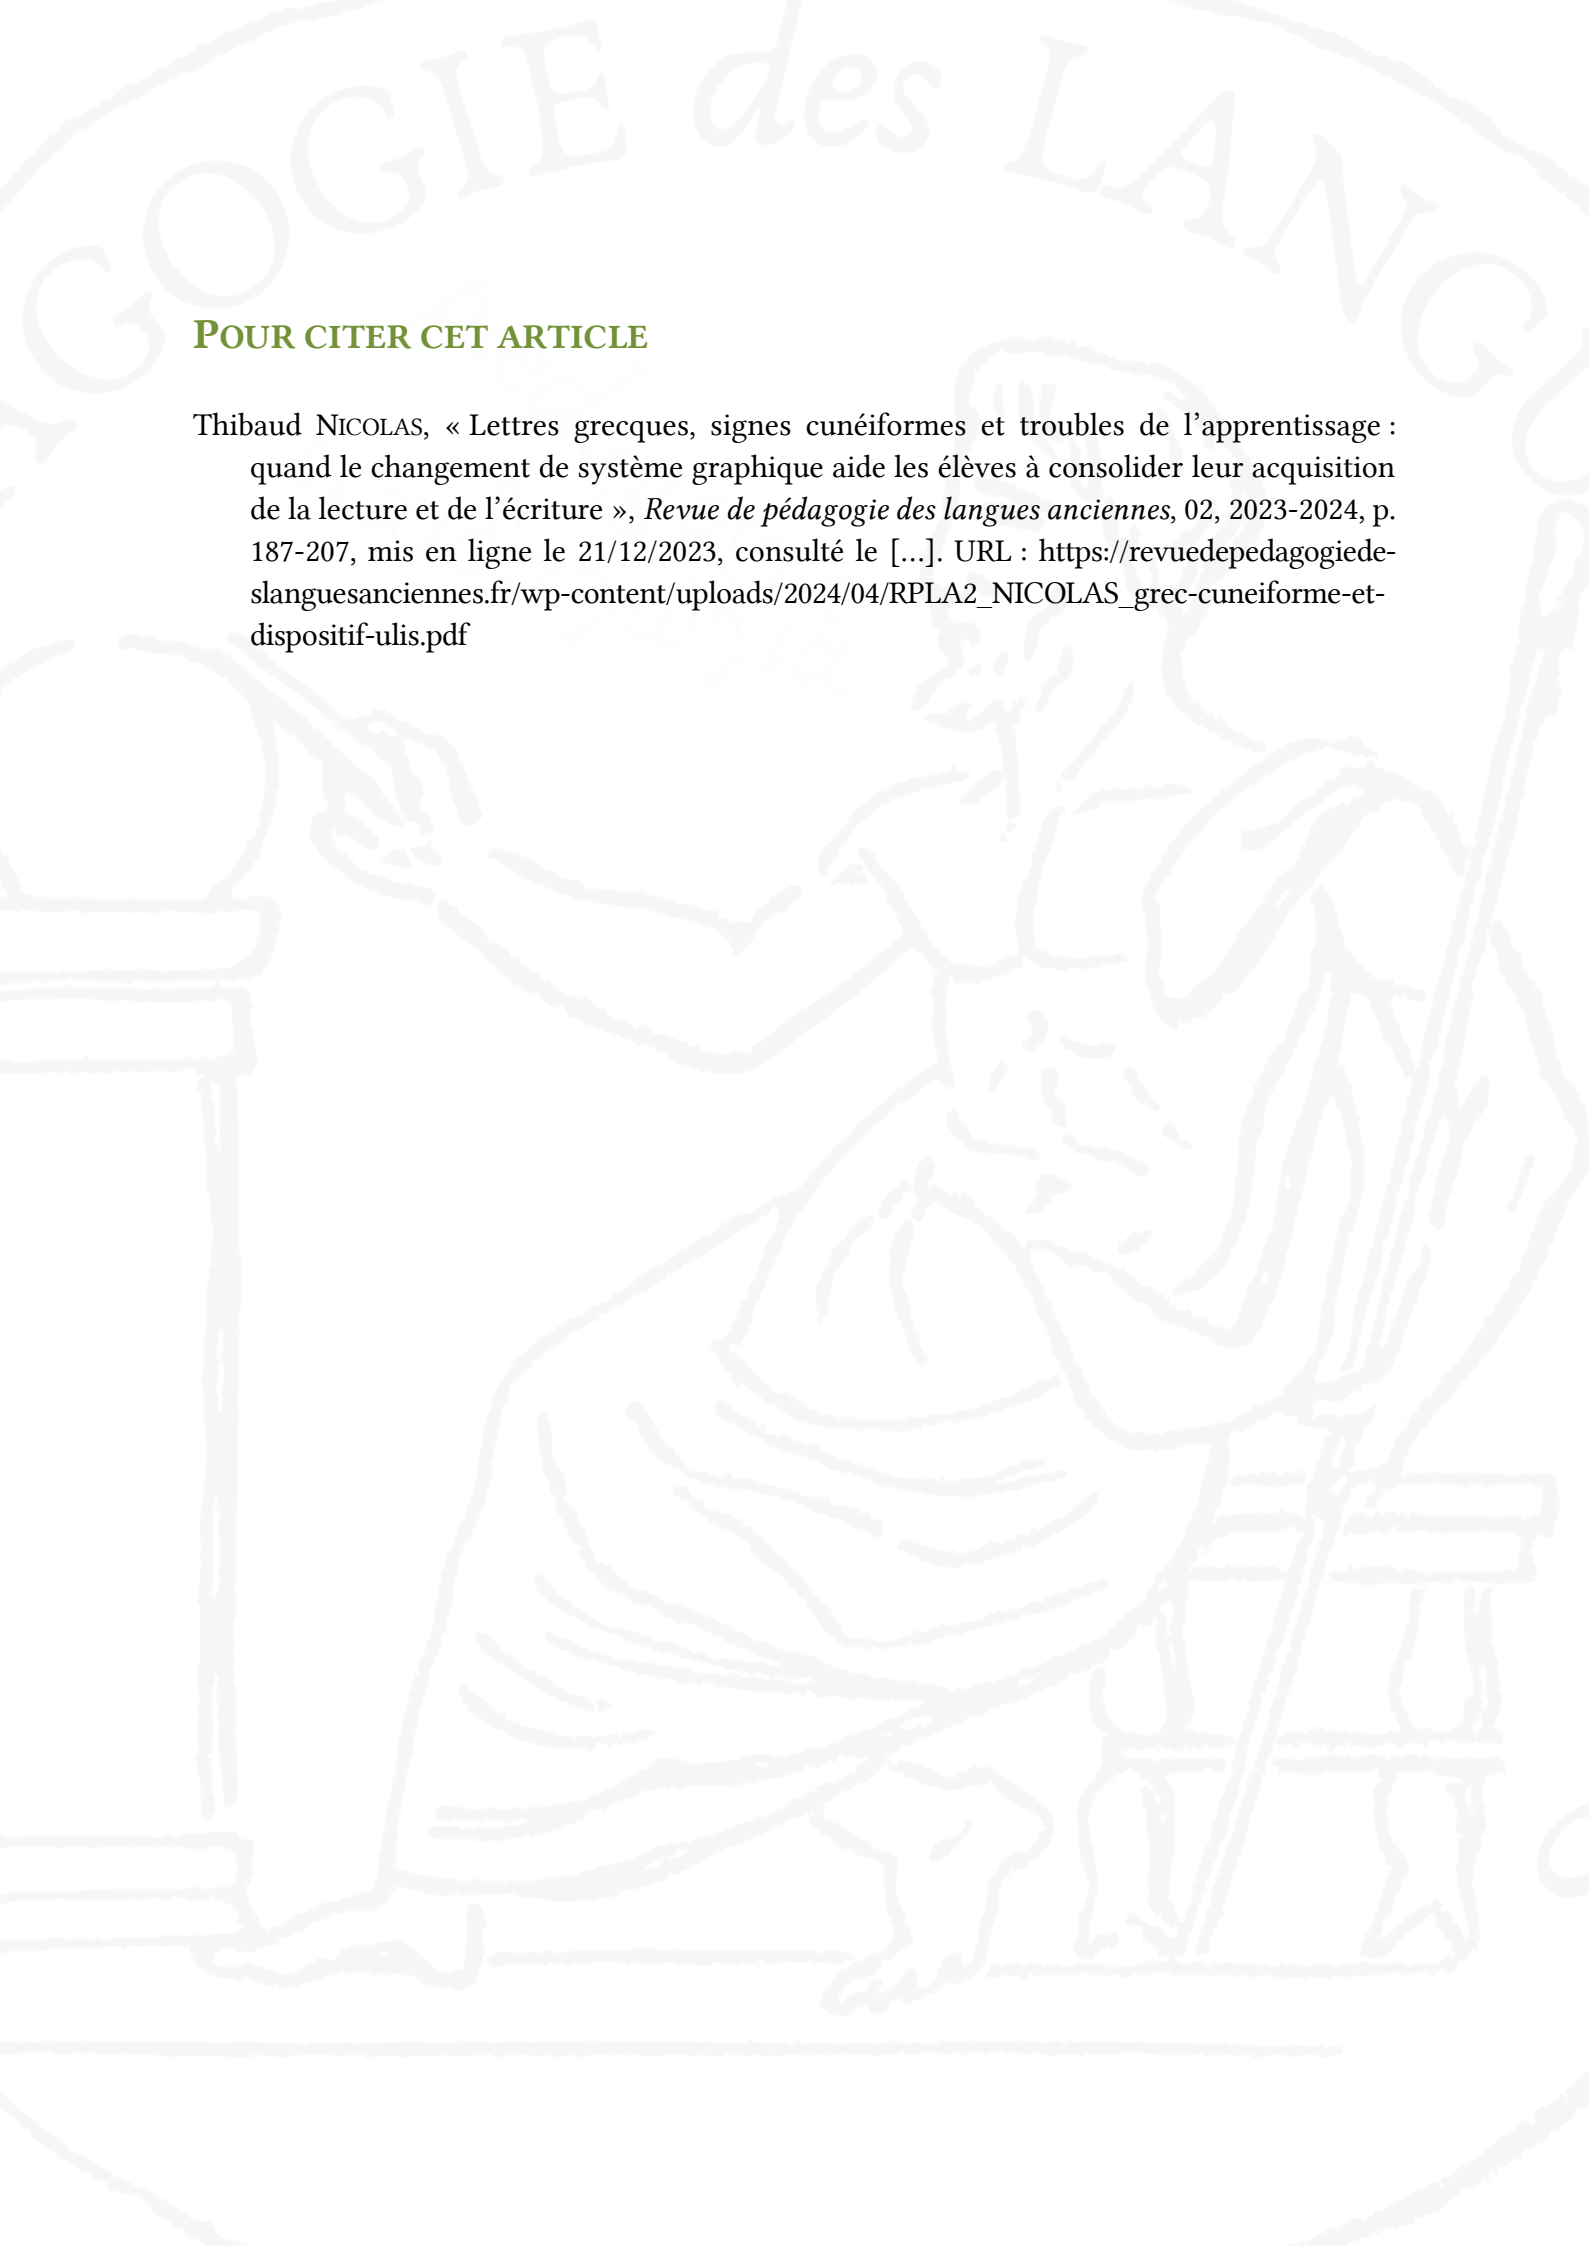 AGOGIE des LANGU
POUR CITER CET ARTICLE
Thibaud NICOLAS, « Lettres grecques, signes cunéiformes et troubles de l’apprentissage :
quand le changement de système graphique aide les élèves à consolider leur acquisition
de la lecture et de l’écriture », Revue de pédagogie des langues anciennes, 02, 2023-2024, p.
187-207, mis en ligne le 21/12/2023, consulté le [...]. URL : https://revuedepedagogiede-
slanguesanciennes.fr/wp-content/uploads/2024/04/RPLA2_NICOLAS_grec-cuneiforme-et-
dispositif-ulis.pdf